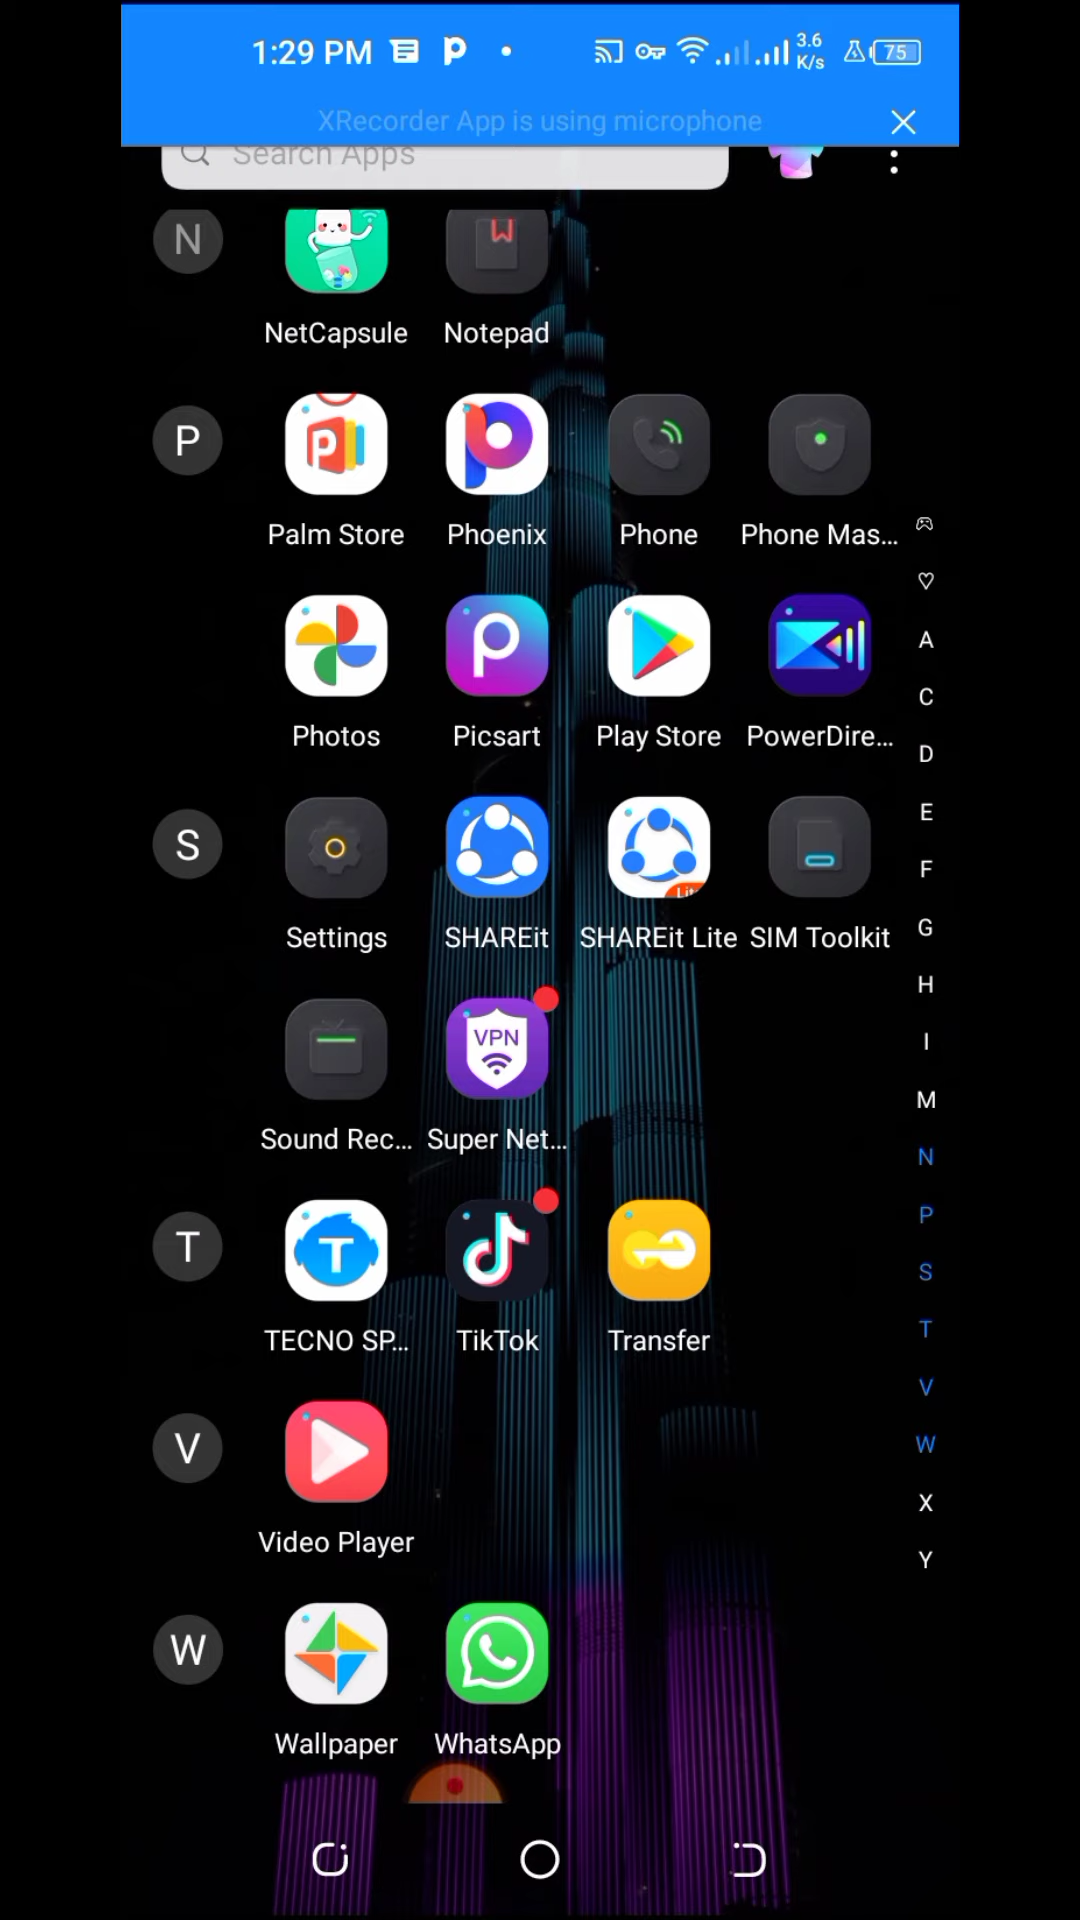 1:29 PM
3.6
K/s
75
XRecorder App is using microphone
Search Apps
N
NetCapsule
Notepad
P
Palm Store
Phoenix
Phone
Phone Mas...
Photos
Picsart
Play Store
PowerDire...
S
Settings
SHAREit
SHAREit Lite
SIM Toolkit
VPN
Sound Rec...
Super Net...
T
TECNO SP...
TikTok
Transfer
V
Video Player
W
Wallpaper
WhatsApp
A
C
D
E
F
G
H
I
M
N
P
S
T
V
W
X
Y